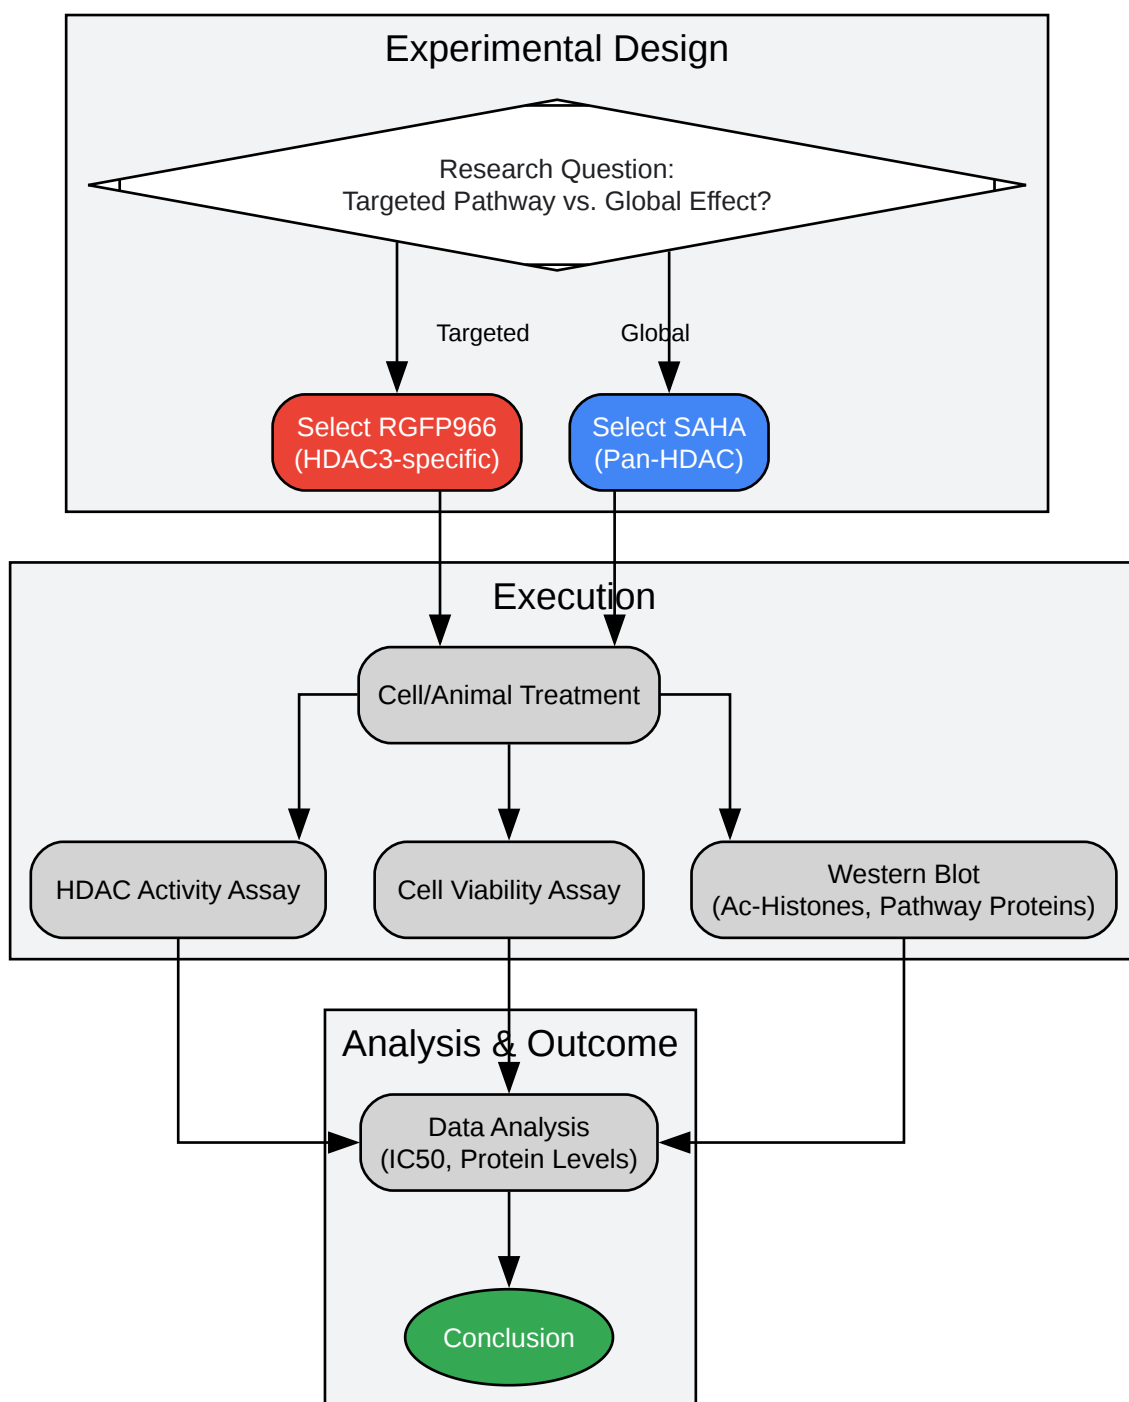 Experimental Design
Research Question:
Targeted Pathway vs. Global Effect?
Targeted
Global
Select RGFP966
(HDAC3-specific)
Select SAHA
(Pan-HDAC)
Execution
Cell/Animal Treatment
HDAC Activity Assay
Cell Viability Assay
Western Blot
(Ac-Histones, Pathway Proteins)
Analysis & Outcome
Data Analysis
(IC50, Protein Levels)
Conclusion